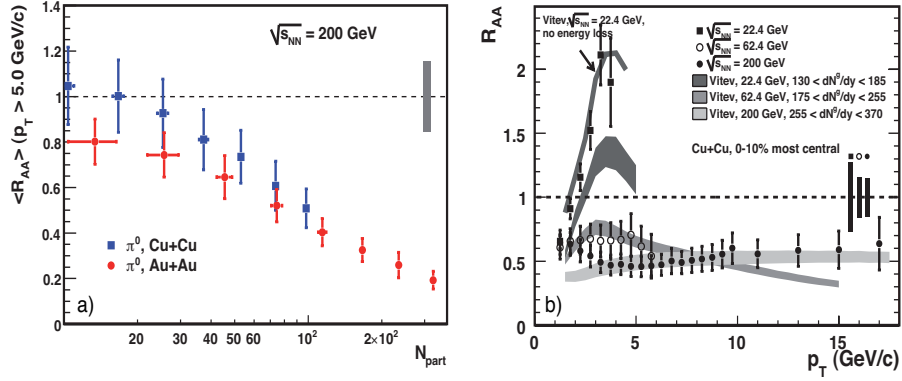 <R_AA> (p_T > 5.0 GeV/c)
1.4
1.2
1
0.8
0.6
0.4
0.2
0
√s_NN = 200 GeV
π⁰, Cu+Cu
π⁰, Au+Au
a)
20
30
40
50
60
10²
2×10²
N_part
R_AA
2.5
2
1.5
1
0.5
0
Vitev, √s_NN = 22.4 GeV,
no energy loss
√s_NN = 22.4 GeV
√s_NN = 62.4 GeV
√s_NN = 200 GeV
Vitev, 22.4 GeV, 130 < dN^g/dy < 185
Vitev, 62.4 GeV, 175 < dN^g/dy < 255
Vitev, 200 GeV, 255 < dN^g/dy < 370
Cu+Cu, 0-10% most central
b)
0
5
10
15
p_T (GeV/c)